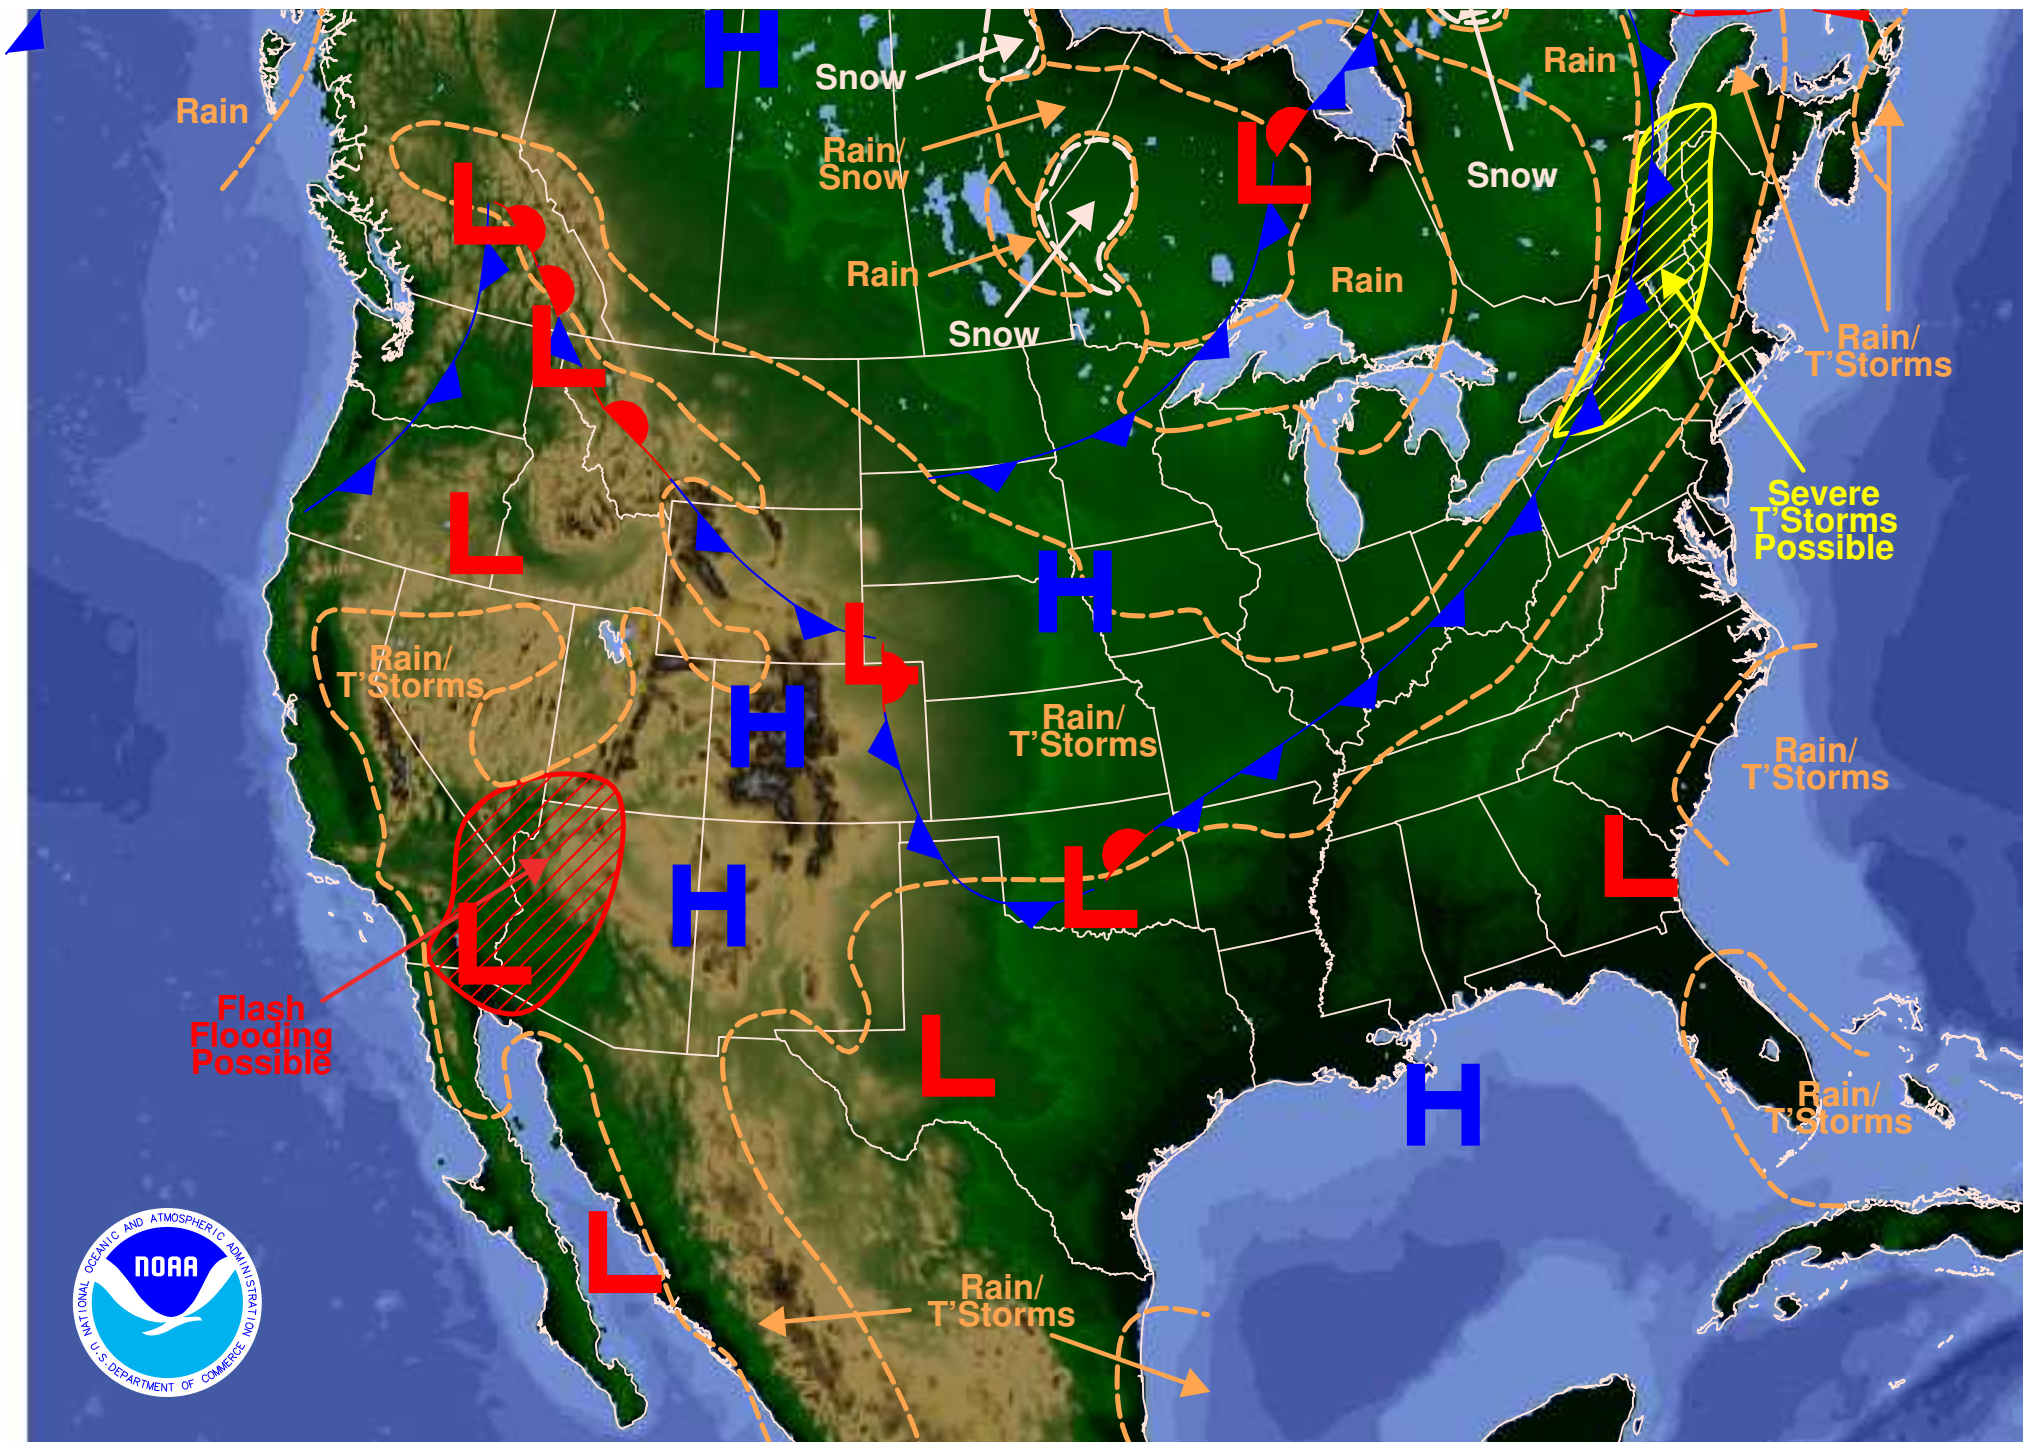 H
Rain
Snow
Rain/
Snow
Rain
Snow
L
L
Rain
Snow
L
Rain
Rain/
T'Storms
L
Severe
T'Storms
Possible
H
L
Rain/
T'Storms
H
Rain/
T'Storms
Rain/
T'Storms
L
H
L
L
Flash
Flooding
Possible
L
H
Rain/
T'Storms
L
Rain/
T'Storms
NATIONAL OCEANIC AND ATMOSPHERIC ADMINISTRATION
NOAA
U.S. DEPARTMENT OF COMMERCE